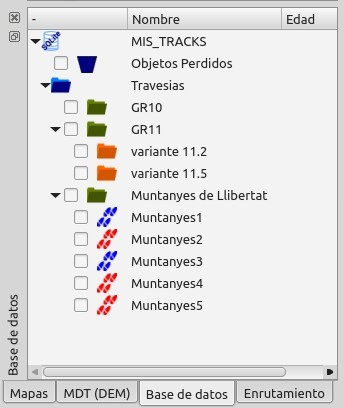 - Nombre Edad
SQLite MIS_TRACKS
Objetos Perdidos
Travesias
GR10
GR11
variante 11.2
variante 11.5
Muntanyes de Llibertat
Muntanyes1
Muntanyes2
Muntanyes3
Muntanyes4
Muntanyes5
Base de datos
Mapas MDT (DEM) Base de datos Enrutamiento